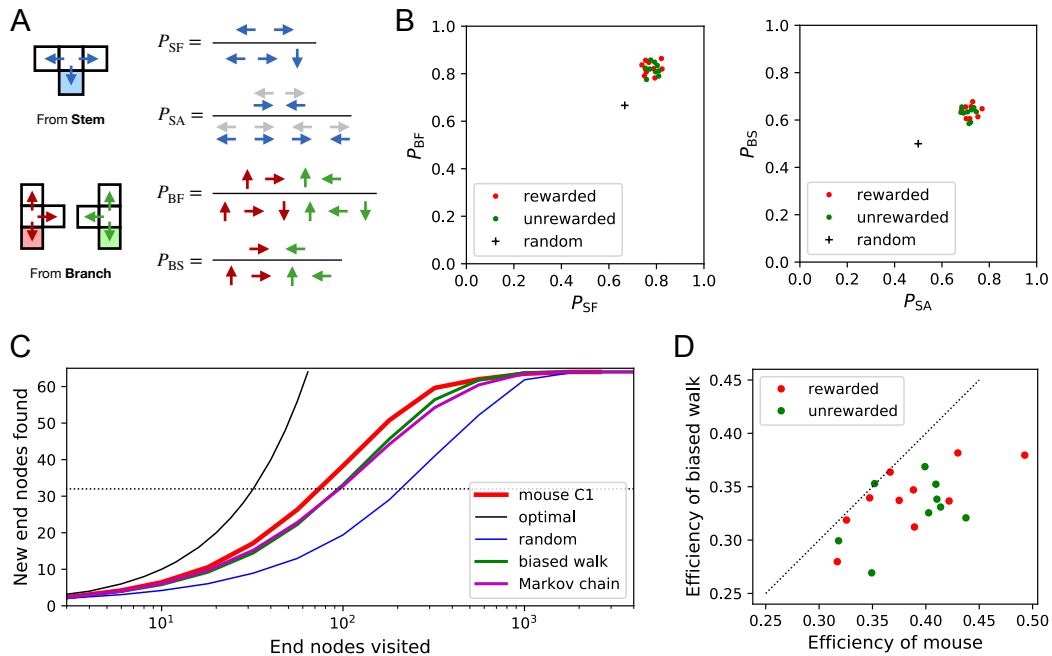 A
From Stem
From Branch
P_SF =
P_SA =
P_BF =
P_BS =
B
1.0
0.8
0.6
0.4
0.2
0.0
P_BF
rewarded
unrewarded
random
0.0 0.2 0.4 0.6 0.8 1.0
P_SF
1.0
0.8
0.6
0.4
0.2
0.0
P_BS
rewarded
unrewarded
random
0.0 0.2 0.4 0.6 0.8 1.0
P_SA
C
60
50
40
30
20
10
0
New end nodes found
mouse C1
optimal
random
biased walk
Markov chain
10¹ 10² 10³
End nodes visited
D
0.45
0.40
0.35
0.30
0.25
Efficiency of biased walk
rewarded
unrewarded
0.25 0.30 0.35 0.40 0.45 0.50
Efficiency of mouse